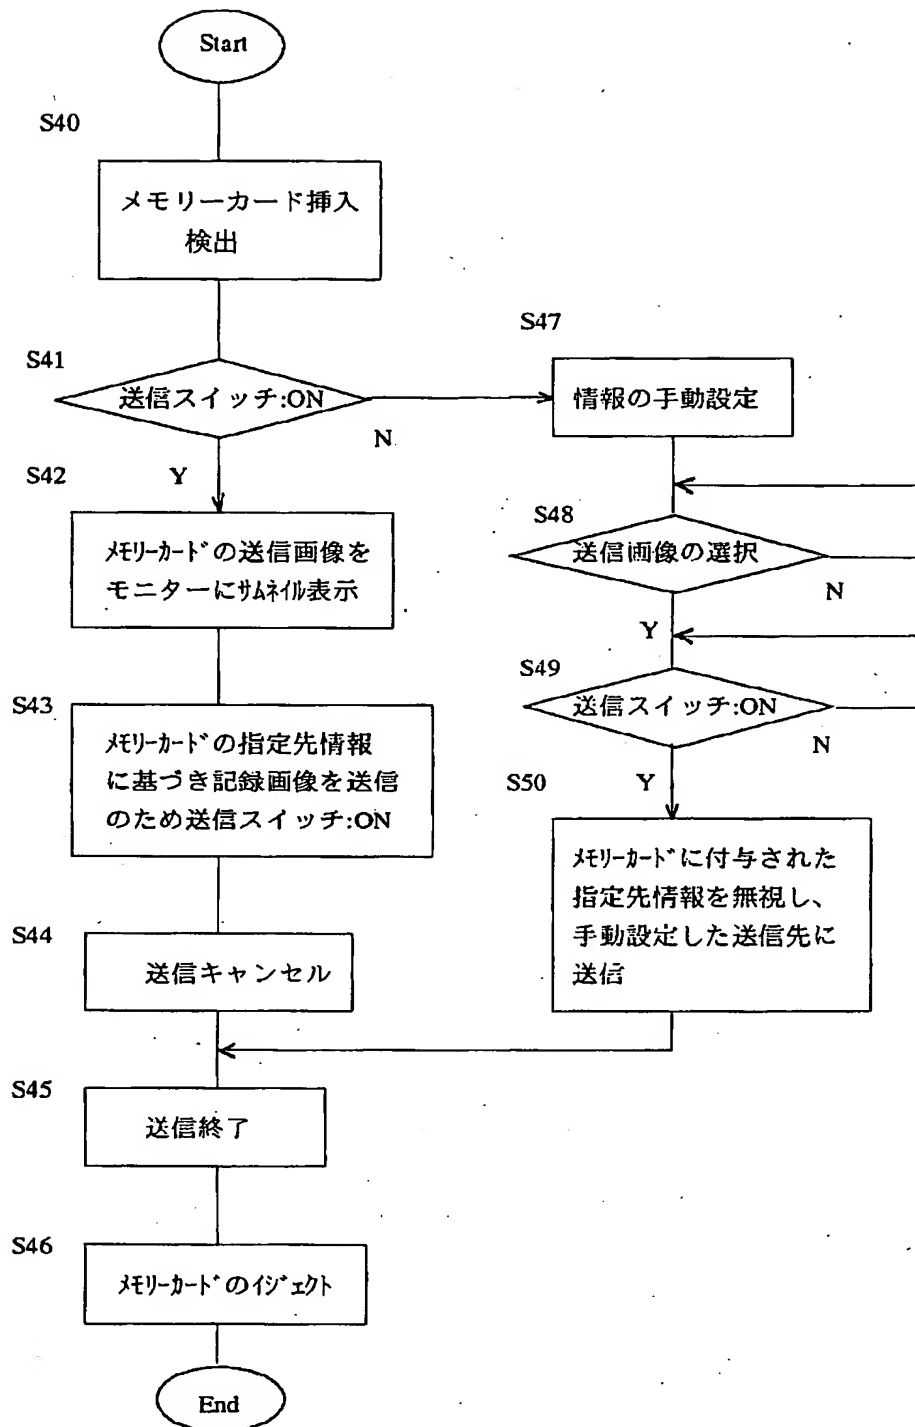 Start
S40
メモリーカード挿入
検出
S41
送信スイッチ:ON
N
Y
S42
ﾒﾓﾘｰｶｰﾄﾞの送信画像を
モニターにｻﾑﾈｲﾙ表示
S43
ﾒﾓﾘｰｶｰﾄﾞの指定先情報
に基づき記録画像を送信
のため送信スイッチ:ON
S44
送信キャンセル
S45
送信終了
S46
ﾒﾓﾘｰｶｰﾄﾞのｲｼﾞｪｸﾄ
End
S47
情報の手動設定
S48
送信画像の選択
N
Y
S49
送信スイッチ:ON
N
Y
S50
ﾒﾓﾘｰｶｰﾄﾞに付与された
指定先情報を無視し、
手動設定した送信先に
送信